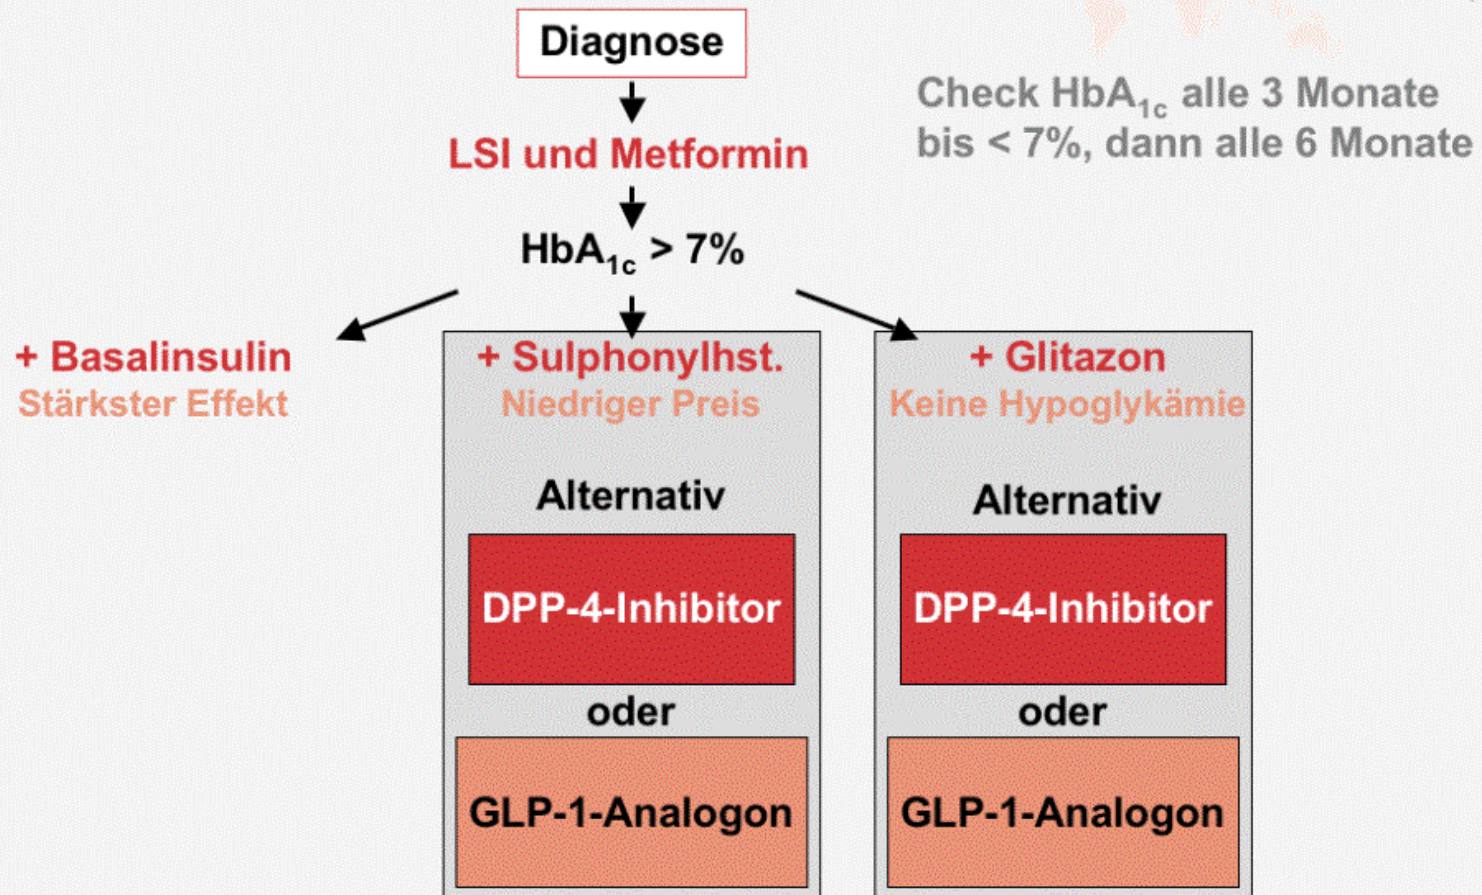 Diagnose
Check HbA1c alle 3 Monate
bis < 7%, dann alle 6 Monate
LSI und Metformin
HbA1c > 7%
+ Basalinsulin
Stärkster Effekt
+ Sulphonylhst.
Niedriger Preis
Alternativ
DPP-4-Inhibitor
oder
GLP-1-Analogon
+ Glitazon
Keine Hypoglykämie
Alternativ
DPP-4-Inhibitor
oder
GLP-1-Analogon